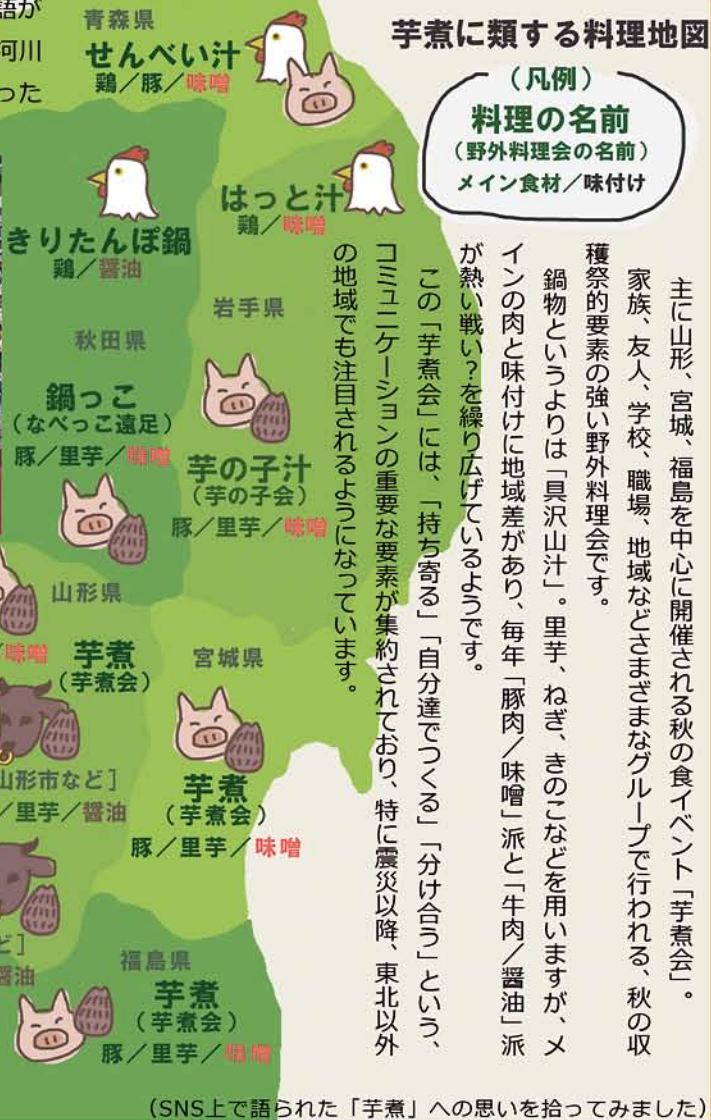 語が
河川
った
芋煮に類する料理地図
（凡例）
料理の名前
（野外料理会の名前）
メイン食材／味付け
主に山形、宮城、福島を中心に開催される秋の食イベント「芋煮会」。
家族、友人、学校、職場、地域などさまざまなグループで行われる、秋の収
穫祭的要素の強い野外料理会です。
鍋物というよりは「具沢山汁」。里芋、ねぎ、きのこなどを用いますが、メ
インの肉と味付けに地域差があり、毎年「豚肉／味噌」派と「牛肉／醤油」派
が熱い戦い？を繰り広げているようです。
この「芋煮会」には、「持ち寄る」「自分達でつくる」「分け合う」という、
コミュニケーションの重要な要素が集約されており、特に震災以降、東北以外
の地域でも注目されるようになっています。
青森県
せんべい汁
鶏／豚／味噌
はっと汁
鶏／味噌
きりたんぽ鍋
鶏／醤油
岩手県
秋田県
鍋っこ
（なべっこ遠足）
豚／里芋／味噌
芋の子汁
（芋の子会）
豚／里芋／味噌
山形県
／味噌
芋煮
（芋煮会）
宮城県
山形市など］
／里芋／醤油
芋煮
（芋煮会）
豚／里芋／味噌
ど］
醤油
福島県
芋煮
（芋煮会）
豚／里芋／味噌
（SNS上で語られた「芋煮」への思いを拾ってみました）